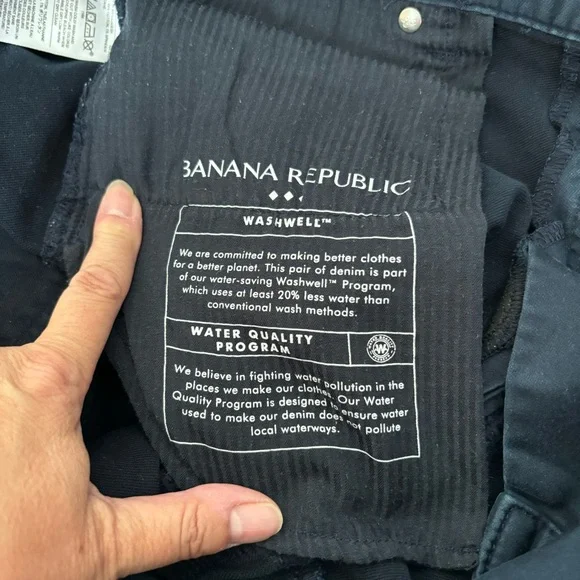 BANANA REPUBLIC
WASHWELL™
We are committed to making better clothes
for a better planet. This pair of denim is part
of our water-saving Washwell™ Program,
which uses at least 20% less water than
conventional wash methods.
WATER QUALITY
PROGRAM
W
We believe in fighting water pollution in the
places we make our clothes. Our Water
Quality Program is designed to ensure water
used to make our denim does not pollute
local waterways.